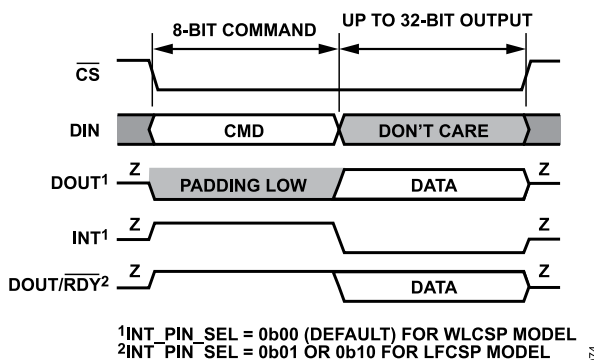 8-BIT COMMAND
UP TO 32-BIT OUTPUT
CS
DIN
CMD
DON'T CARE
DOUT1
Z
PADDING LOW
DATA
Z
INT1
Z
Z
DOUT/RDY2
Z
DATA
Z
1INT_PIN_SEL = 0b00 (DEFAULT) FOR WLCSP MODEL
2INT_PIN_SEL = 0b01 OR 0b10 FOR LFCSP MODEL